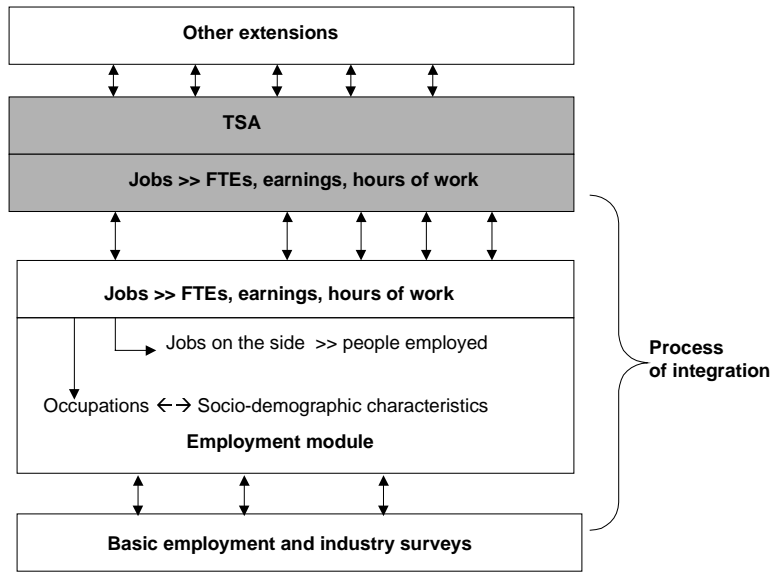 Other extensions
TSA
Jobs >> FTEs, earnings, hours of work
Jobs >> FTEs, earnings, hours of work
Jobs on the side >> people employed
Occupations ←→ Socio-demographic characteristics
Employment module
Basic employment and industry surveys
Process
of integration